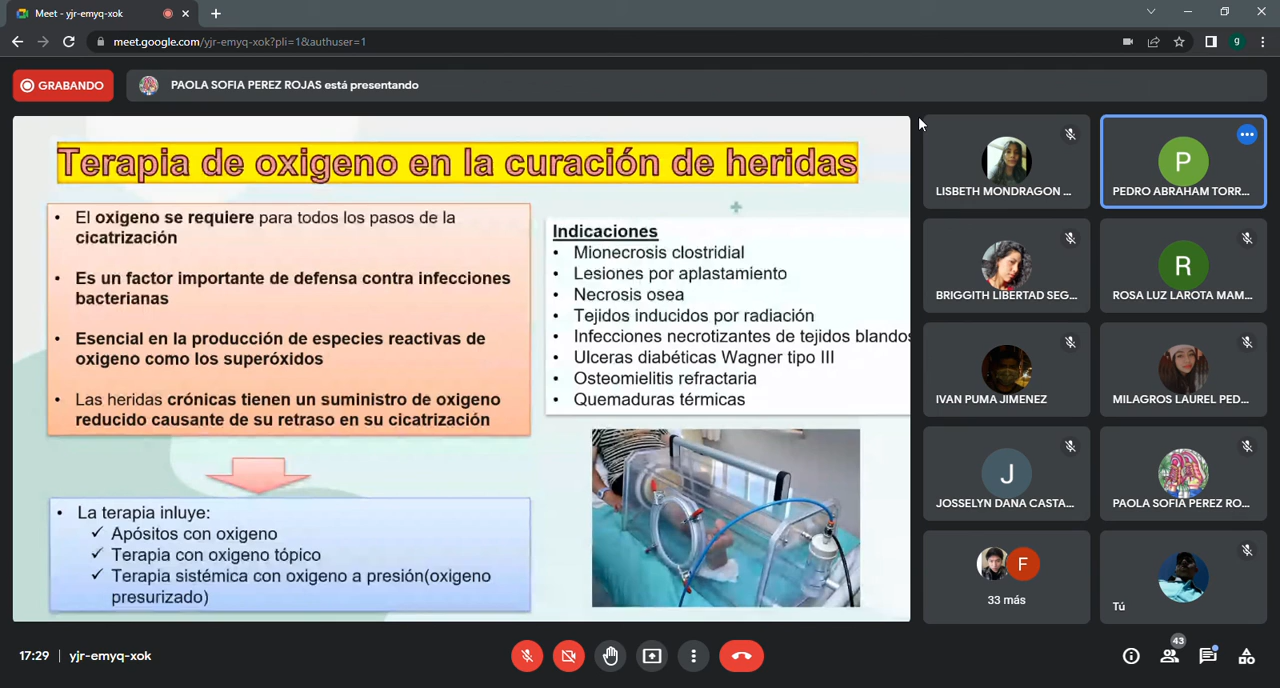 Meet - yjr-emyq-xok
meet.google.com/yjr-emyq-xok?pli=1&authuser=1
g
GRABANDO
PAOLA SOFIA PEREZ ROJAS está presentando
Terapia de oxigeno en la curación de heridas
• El oxigeno se requiere para todos los pasos de la
cicatrización
• Es un factor importante de defensa contra infecciones
bacterianas
• Esencial en la producción de especies reactivas de
oxigeno como los superóxidos
• Las heridas crónicas tienen un suministro de oxigeno
reducido causante de su retraso en su cicatrización
• La terapia inluye:
✓ Apósitos con oxigeno
✓ Terapia con oxigeno tópico
✓ Terapia sistémica con oxigeno a presión(oxigeno
presurizado)
Indicaciones
• Mionecrosis clostridial
• Lesiones por aplastamiento
• Necrosis osea
• Tejidos inducidos por radiación
• Infecciones necrotizantes de tejidos blandos
• Ulceras diabéticas Wagner tipo III
• Osteomielitis refractaria
• Quemaduras térmicas
LISBETH MONDRAGON ...
P
PEDRO ABRAHAM TORR...
BRIGGITH LIBERTAD SEG...
R
ROSA LUZ LAROTA MAM...
IVAN PUMA JIMENEZ
MILAGROS LAUREL PED...
J
JOSSELYN DANA CASTA...
PAOLA SOFIA PEREZ RO...
F
33 más
Tú
17:29 | yjr-emyq-xok
43